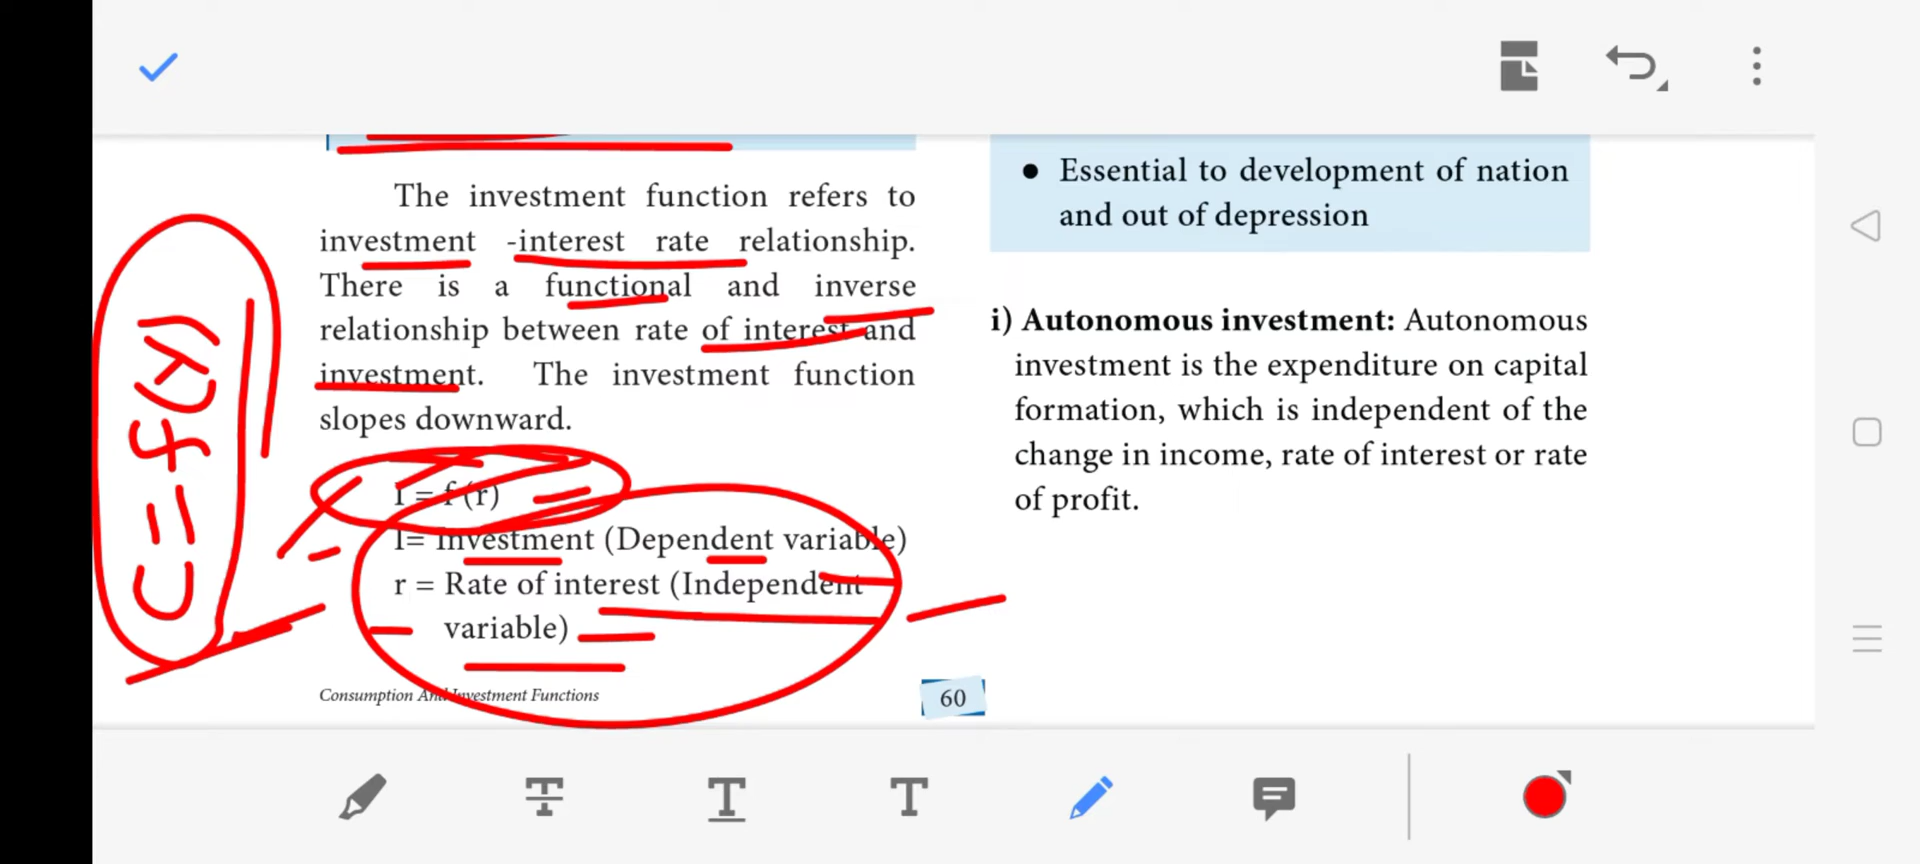 The investment function refers to
investment -interest rate relationship.
There is a functional and inverse
relationship between rate of interest and
investment. The investment function
slopes downward.
I = f (r)
I= Investment (Dependent variable)
r = Rate of interest (Independent
variable)
Consumption And Investment Functions
60
C = f (Y)
● Essential to development of nation
and out of depression
i) Autonomous investment: Autonomous
investment is the expenditure on capital
formation, which is independent of the
change in income, rate of interest or rate
of profit.